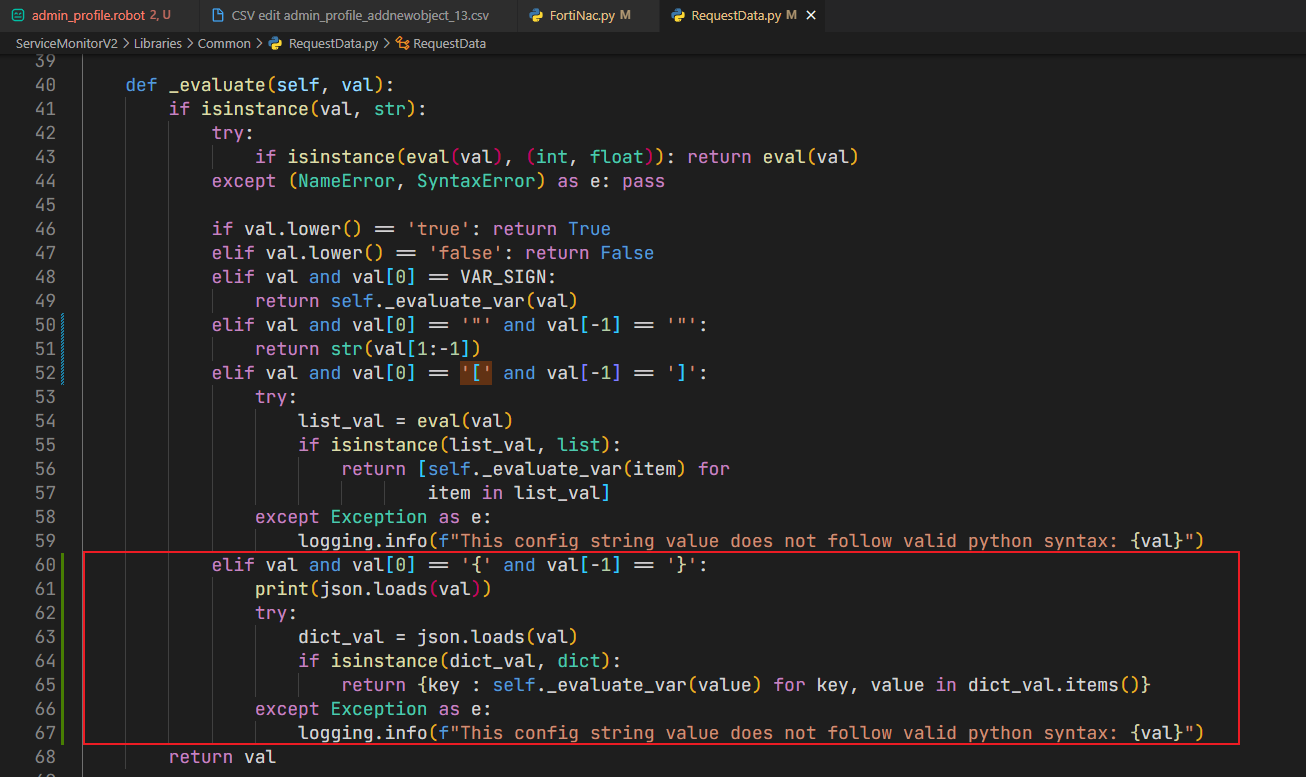 admin_profile.robot 2, U
CSV edit admin_profile_addnewobject_13.csv
FortiNac.py M
RequestData.py M
ServiceMonitorV2 > Libraries > Common > RequestData.py > RequestData
39
40 def _evaluate(self, val):
41 if isinstance(val, str):
42 try:
43 if isinstance(eval(val), (int, float)): return eval(val)
44 except (NameError, SyntaxError) as e: pass
45
46 if val.lower() == 'true': return True
47 elif val.lower() == 'false': return False
48 elif val and val[0] == VAR_SIGN:
49 return self._evaluate_var(val)
50 elif val and val[0] == '"' and val[-1] == '"':
51 return str(val[1:-1])
52 elif val and val[0] == '[' and val[-1] == ']':
53 try:
54 list_val = eval(val)
55 if isinstance(list_val, list):
56 return [self._evaluate_var(item) for
57 item in list_val]
58 except Exception as e:
59 logging.info(f"This config string value does not follow valid python syntax: {val}")
60 elif val and val[0] == '{' and val[-1] == '}':
61 print(json.loads(val))
62 try:
63 dict_val = json.loads(val)
64 if isinstance(dict_val, dict):
65 return {key : self._evaluate_var(value) for key, value in dict_val.items()}
66 except Exception as e:
67 logging.info(f"This config string value does not follow valid python syntax: {val}")
68 return val